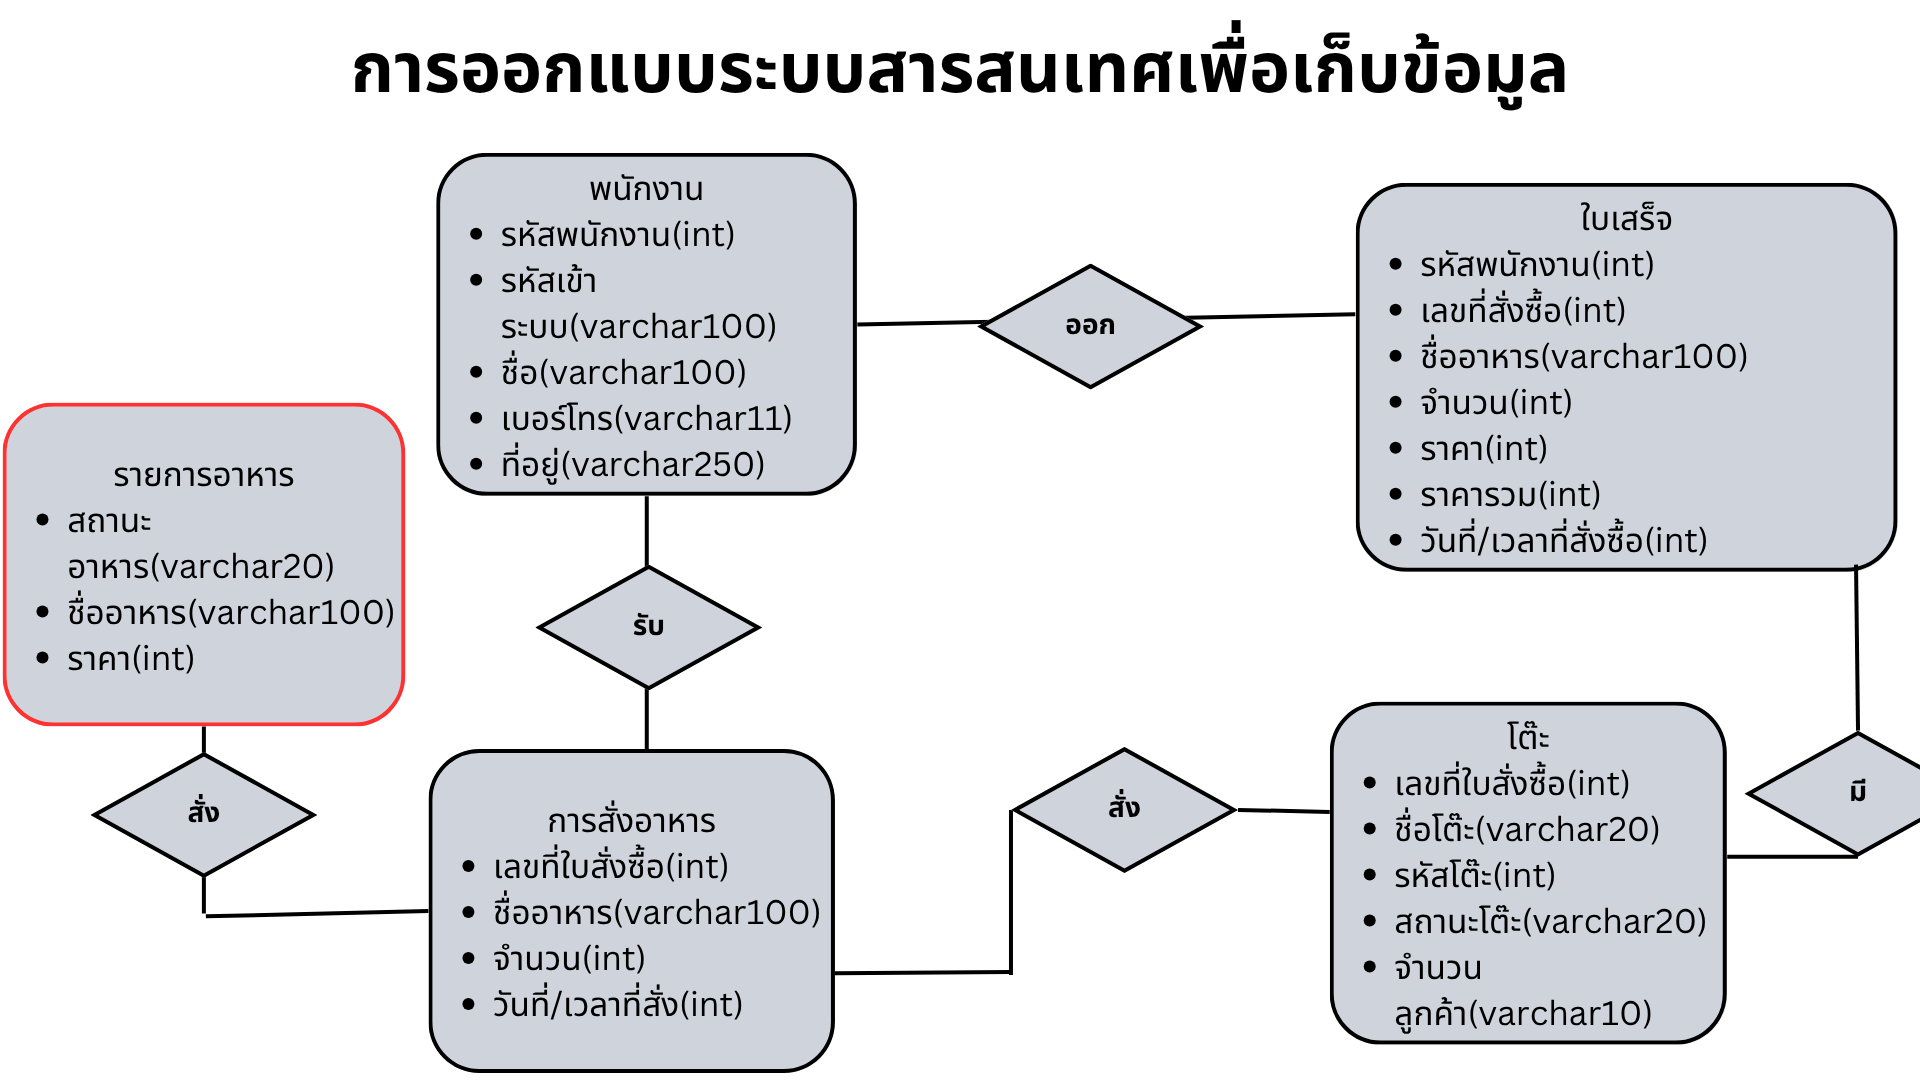 การออกแบบระบบสารสนเทศเพื่อเก็บข้อมูล
พนักงาน
รหัสพนักงาน(int)
รหัสเข้า
ระบบ(varchar100)
ชื่อ(varchar100)
เบอร์โทร(varchar11)
ที่อยู่(varchar250)
ออก
ใบเสร็จ
รหัสพนักงาน(int)
เลขที่สั่งซื้อ(int)
ชื่ออาหาร(varchar100)
จำนวน(int)
ราคา(int)
ราคารวม(int)
วันที่/เวลาที่สั่งซื้อ(int)
รายการอาหาร
สถานะ
อาหาร(varchar20)
ชื่ออาหาร(varchar100)
ราคา(int)
รับ
สั่ง
การสั่งอาหาร
เลขที่ใบสั่งซื้อ(int)
ชื่ออาหาร(varchar100)
จำนวน(int)
วันที่/เวลาที่สั่ง(int)
สั่ง
โต๊ะ
เลขที่ใบสั่งซื้อ(int)
ชื่อโต๊ะ(varchar20)
รหัสโต๊ะ(int)
สถานะโต๊ะ(varchar20)
จำนวน
ลูกค้า(varchar10)
มี